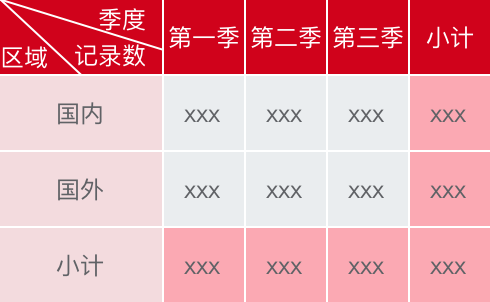 季度
记录数
区域
第一季 第二季 第三季 小计
国内 xxx xxx xxx xxx
国外 xxx xxx xxx xxx
小计 xxx xxx xxx xxx